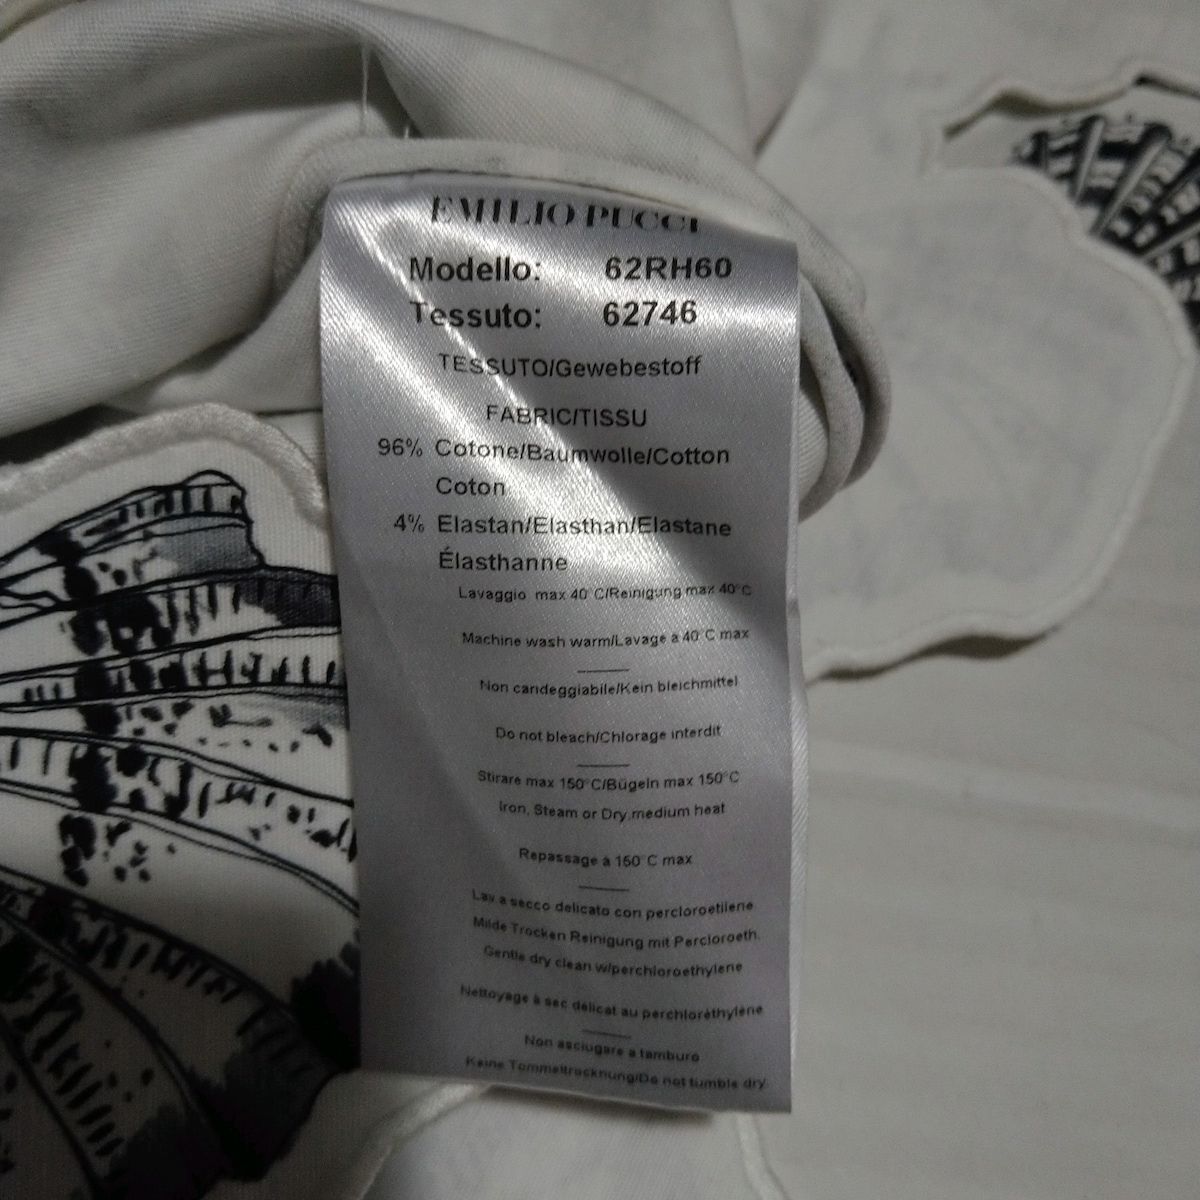 EMILIO PUCCI
Modello: 62RH60
Tessuto: 62746
TESSUTO/Gewebestoff
FABRIC/TISSU
96% Cotone/Baumwolle/Cotton
Coton
4% Elastan/Elasthan/Elastane
Élasthanne
Lavaggio max 40°C/Reinigung max 40°C
Machine wash warm/Lavage à 40°C max
Non candeggiabile/Kein bleichmittel
Do not bleach/Chlorage interdit
Stirare max 150°C/Bügeln max 150°C
Iron, Steam or Dry,medium heat
Repassage à 150°C max
Lav a secco delicato con percloroetilene
Milde Trocken Reinigung mit Percloroeth.
Gentle dry clean w/perchloroethylene
Nettoyage à sec délicat au perchloréthylène
Non asciugare a tamburo
Keine Tommeltrocknung/Do not tumble dry.